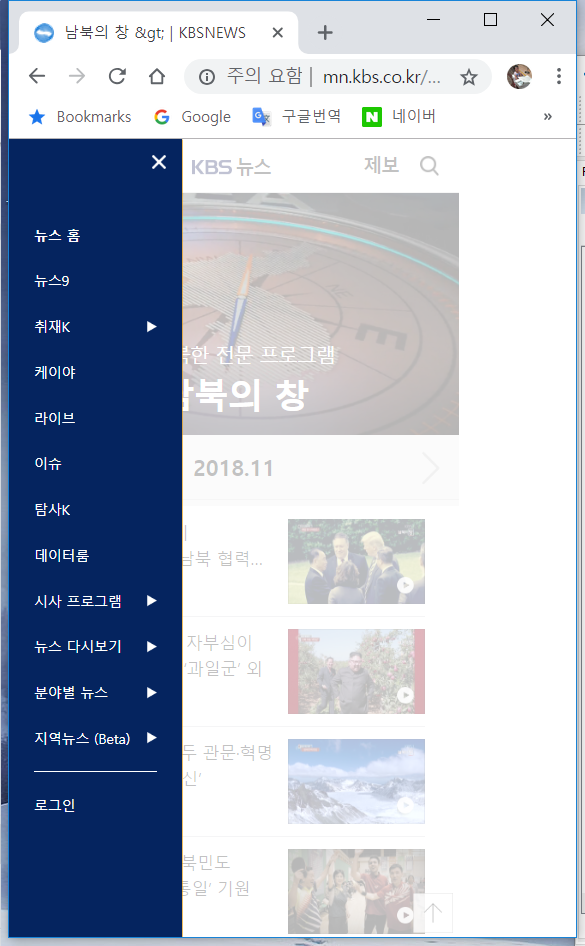 남북의 창 &gt; | KBSNEWS
주의 요함 | mn.kbs.co.kr/...
Bookmarks Google 구글번역 네이버 »
KBS 뉴스 제보
뉴스 홈
뉴스9
취재K
케이야
라이브
이슈
탐사K
데이터룸
시사 프로그램
뉴스 다시보기
분야별 뉴스
지역뉴스 (Beta)
로그인
북한 전문 프로그램
남북의 창
2018.11
남북 협력...
자부심이
'과일군' 외
두 관문·혁명
신'
북민도
통일' 기원